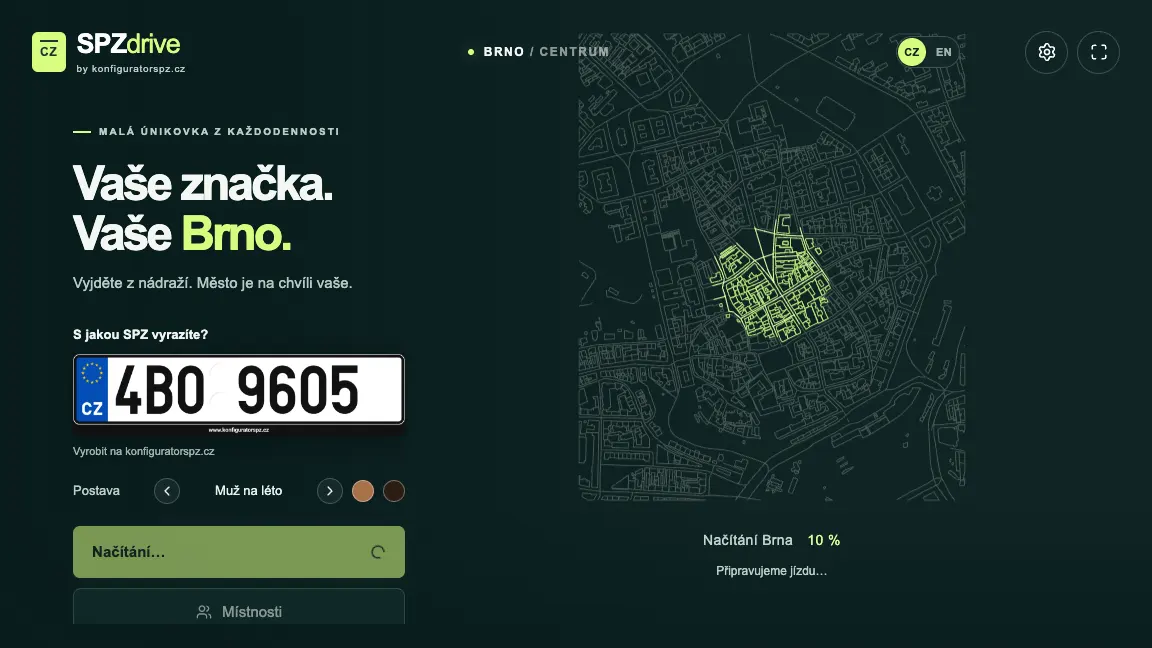 CZ
SPZdrive
by konfiguratorspz.cz
BRNO / CENTRUM
CZ EN
MALÁ ÚNIKOVKA Z KAŽDODENNOSTI
Vaše značka.
Vaše Brno.
Vyjděte z nádraží. Město je na chvíli vaše.
S jakou SPZ vyrazíte?
CZ 4B0 9605
www.konfiguratorspz.cz
Vyrobit na konfiguratorspz.cz
Postava Muž na léto
Načítání…
Místnosti
Načítání Brna 10 %
Připravujeme jízdu…